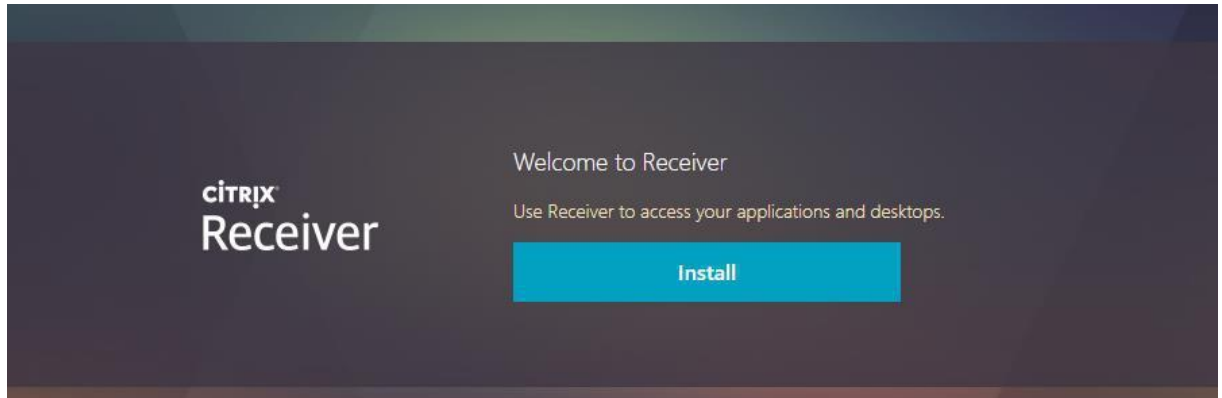 Welcome to Receiver
citrix
Receiver
Use Receiver to access your applications and desktops.
Install